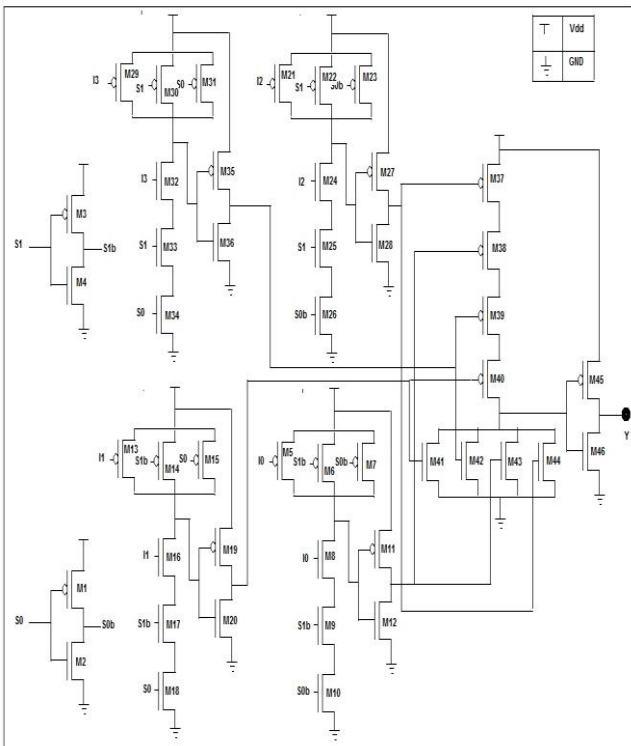 Vdd
GND
I3
M29
S1
M30
S0
M31
I2
M21
S1
M22
S0b
M23
M35
I3
M32
M36
S1
M33
S0
M34
M27
I2
M24
M28
S1
M25
S0b
M26
M37
M38
M39
M40
S1
M3
S1b
M4
M45
Y
M46
M41
M42
M43
M44
I1
M13
S1b
M14
S0
M15
I0
M5
S1b
M6
S0b
M7
M19
I1
M16
M20
S1b
M17
S0
M18
M11
I0
M8
M12
S1b
M9
S0b
M10
S0
M1
S0b
M2